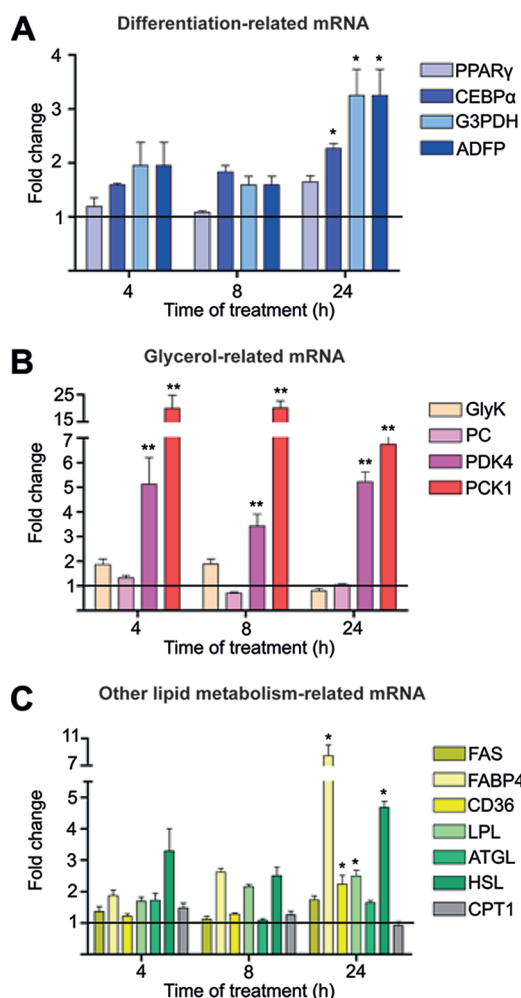 A
Differentiation-related mRNA
Fold change
4
3
2
1
* * *
4 8 24
Time of treatment (h)
PPARγ
CEBPα
G3PDH
ADFP
B
Glycerol-related mRNA
Fold change
25
15
7
6
5
4
3
2
1
** ** ** ** ** **
4 8 24
Time of treatment (h)
GlyK
PC
PDK4
PCK1
C
Other lipid metabolism-related mRNA
Fold change
11
7
5
4
3
2
1
* * * *
4 8 24
Time of treatment (h)
FAS
FABP4
CD36
LPL
ATGL
HSL
CPT1